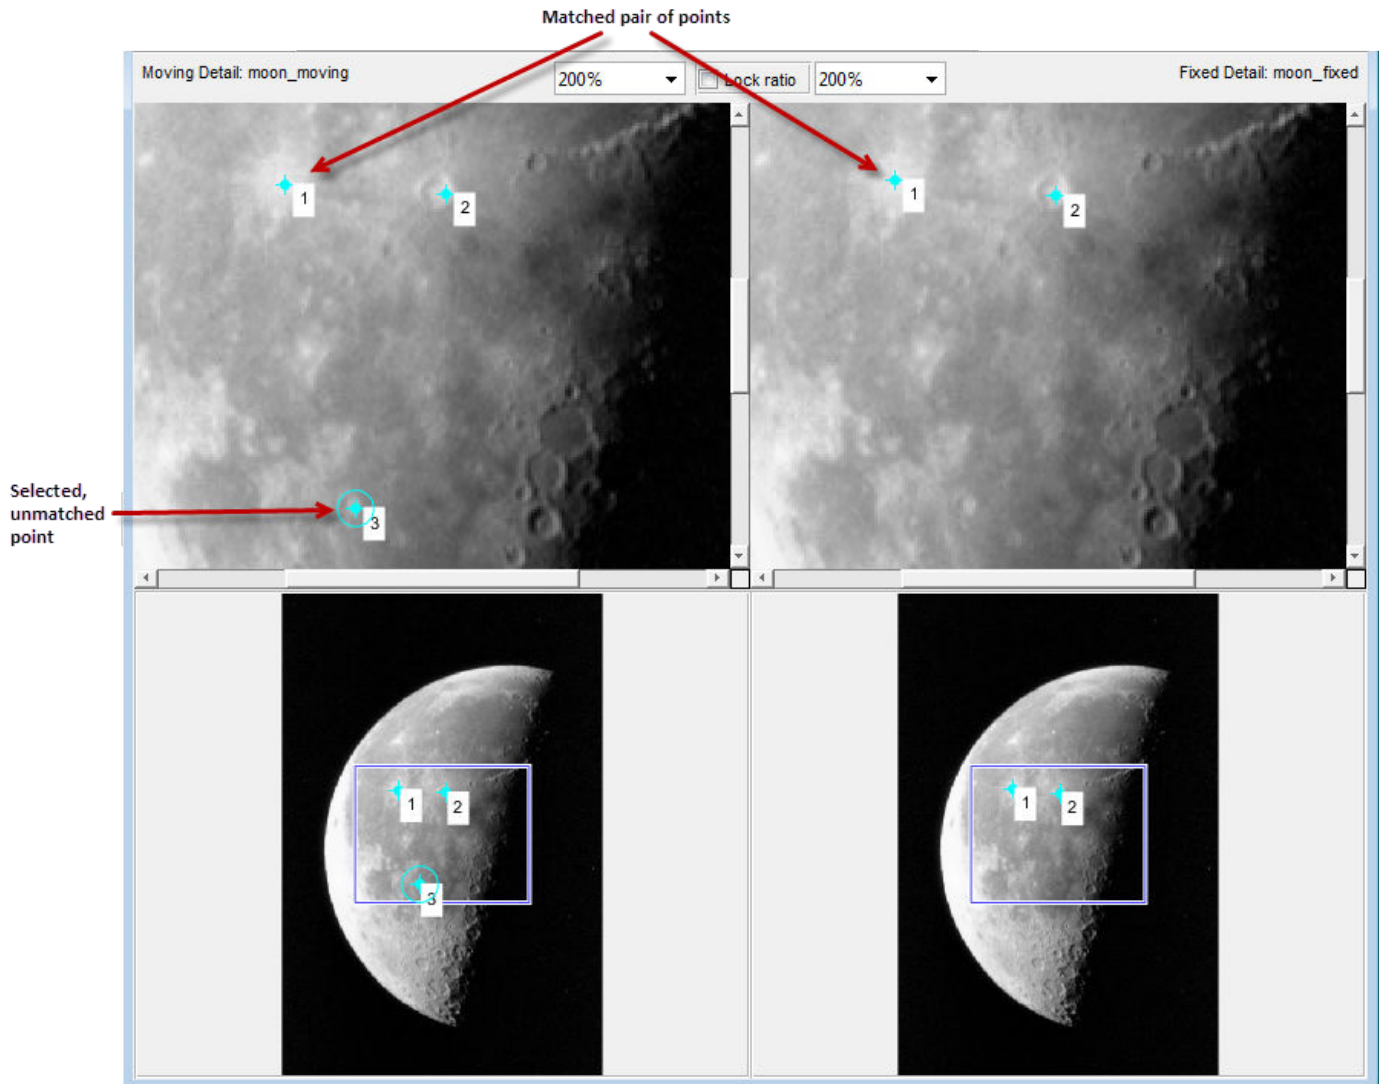 Matched pair of points
Moving Detail: moon_moving
200%
Lock ratio
200%
Fixed Detail: moon_fixed
1
2
1
2
Selected,
unmatched
point
3
1
2
3
1
2